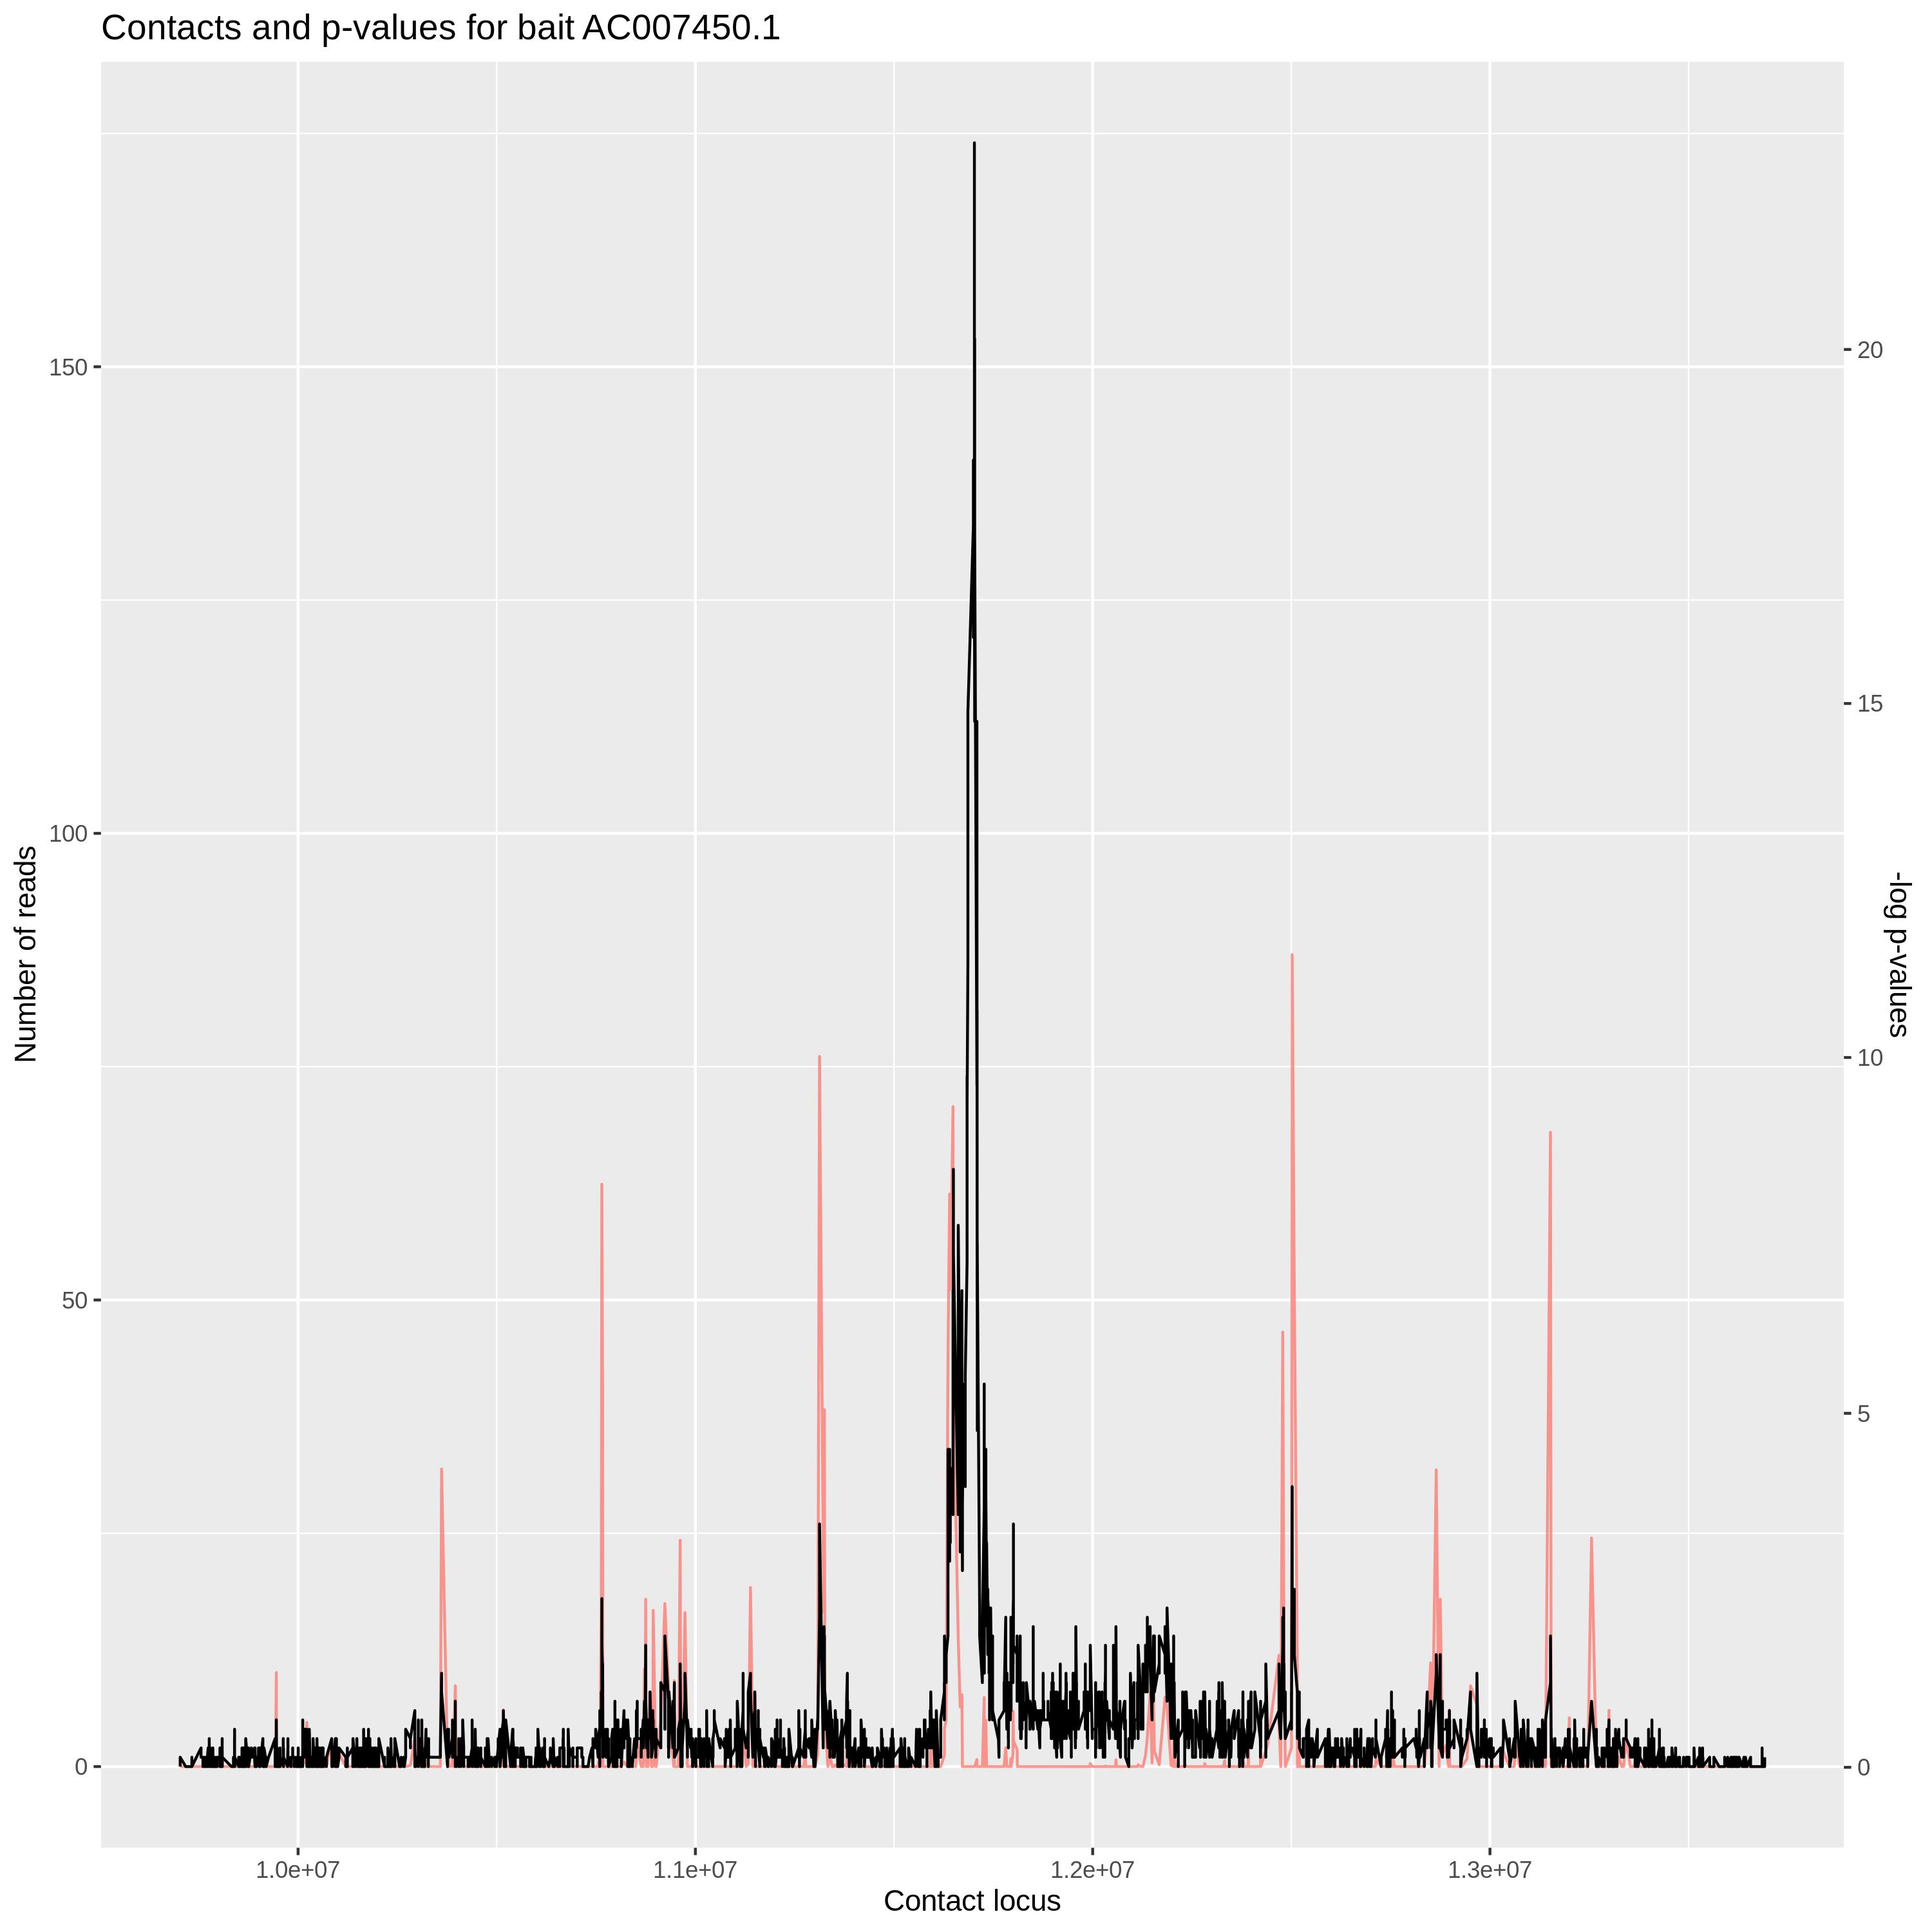 Contacts and p-values for bait AC007450.1
Number of reads
150
100
50
0
20
15
10
5
0
-log p-values
1.0e+07 1.1e+07 1.2e+07 1.3e+07
Contact locus